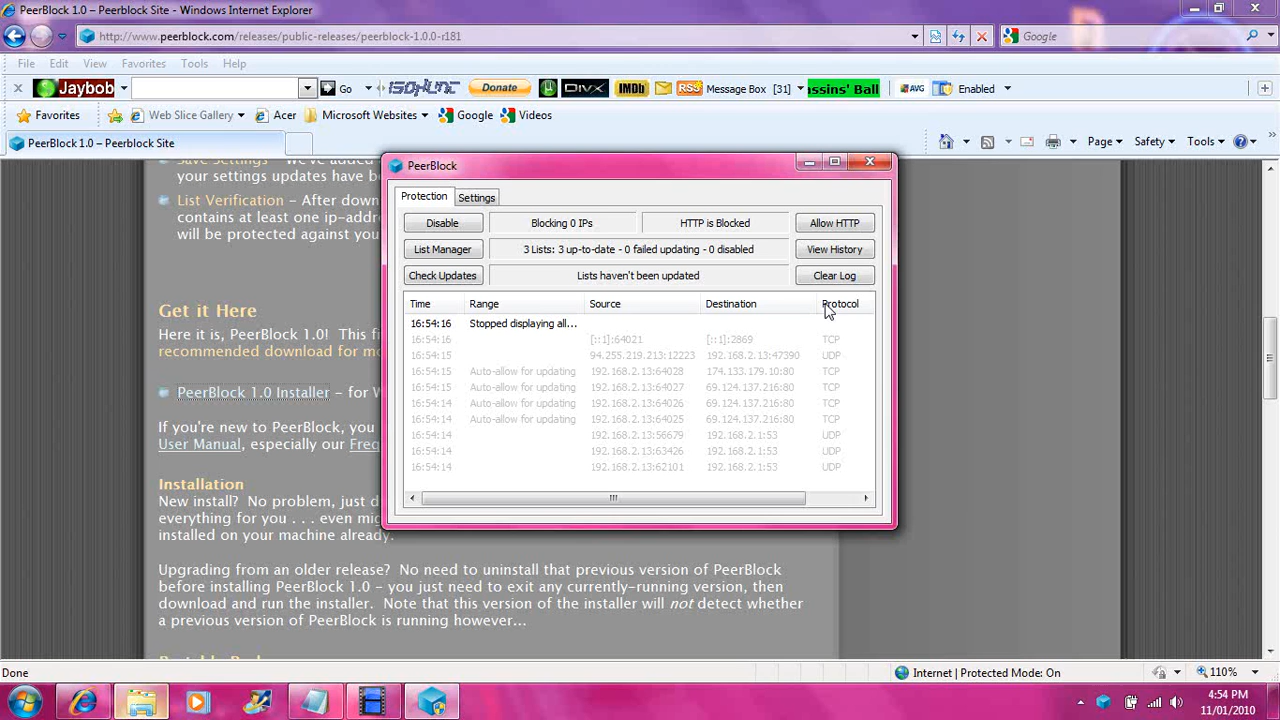 PeerBlock 1.0 – Peerblock Site - Windows Internet Explorer
http://www.peerblock.com/releases/public-releases/peerblock-1.0.0-r181
Google
File Edit View Favorites Tools Help
Jaybob Go isoHunt Donate DIVX IMDb RSS Message Box [31] assins' Ball AVG Enabled
Favorites Web Slice Gallery Acer Microsoft Websites Google Videos
PeerBlock 1.0 – Peerblock Site
Page Safety Tools
Save Settings – We've added
your settings updates have be
List Verification – After down
contains at least one ip-addre
will be protected against you
Get it Here
Here it is, PeerBlock 1.0! This fi
recommended download for mo
PeerBlock 1.0 Installer – for W
If you're new to PeerBlock, you
User Manual, especially our Freq
Installation
New install? No problem, just d
everything for you . . . even mig
installed on your machine already.
Upgrading from an older release? No need to uninstall that previous version of PeerBlock
before installing PeerBlock 1.0 – you just need to exit any currently-running version, then
download and run the installer. Note that this version of the installer will not detect whether
a previous version of PeerBlock is running however...
PeerBlock
Protection Settings
Disable Blocking 0 IPs HTTP is Blocked Allow HTTP
List Manager 3 Lists: 3 up-to-date - 0 failed updating - 0 disabled View History
Check Updates Lists haven't been updated Clear Log
Time Range Source Destination Protocol
16:54:16 Stopped displaying all...
16:54:16 [::1]:64021 [::1]:2869 TCP
16:54:15 94.255.219.213:12223 192.168.2.13:47390 UDP
16:54:15 Auto-allow for updating 192.168.2.13:64028 174.133.179.10:80 TCP
16:54:15 Auto-allow for updating 192.168.2.13:64027 69.124.137.216:80 TCP
16:54:14 Auto-allow for updating 192.168.2.13:64026 69.124.137.216:80 TCP
16:54:14 Auto-allow for updating 192.168.2.13:64025 69.124.137.216:80 TCP
16:54:14 192.168.2.13:56679 192.168.2.1:53 UDP
16:54:14 192.168.2.13:63426 192.168.2.1:53 UDP
16:54:14 192.168.2.13:62101 192.168.2.1:53 UDP
Done Internet | Protected Mode: On 110%
4:54 PM
11/01/2010